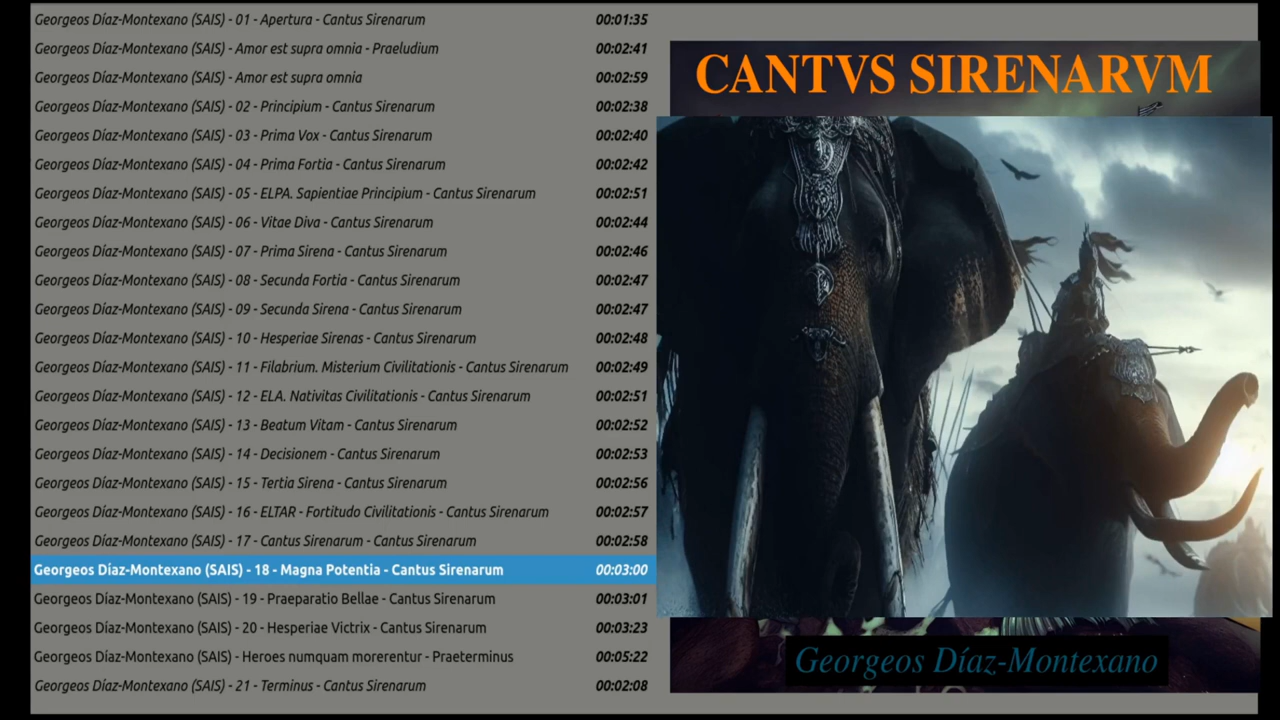 Georgeos Díaz-Montexano (SAIS) - 01 - Apertura - Cantus Sirenarum 00:01:35
Georgeos Díaz-Montexano (SAIS) - Amor est supra omnia - Praeludium 00:02:41
Georgeos Díaz-Montexano (SAIS) - Amor est supra omnia 00:02:59
Georgeos Díaz-Montexano (SAIS) - 02 - Principium - Cantus Sirenarum 00:02:38
Georgeos Díaz-Montexano (SAIS) - 03 - Prima Vox - Cantus Sirenarum 00:02:40
Georgeos Díaz-Montexano (SAIS) - 04 - Prima Fortia - Cantus Sirenarum 00:02:42
Georgeos Díaz-Montexano (SAIS) - 05 - ELPA. Sapientiae Principium - Cantus Sirenarum 00:02:51
Georgeos Díaz-Montexano (SAIS) - 06 - Vitae Diva - Cantus Sirenarum 00:02:44
Georgeos Díaz-Montexano (SAIS) - 07 - Prima Sirena - Cantus Sirenarum 00:02:46
Georgeos Díaz-Montexano (SAIS) - 08 - Secunda Fortia - Cantus Sirenarum 00:02:47
Georgeos Díaz-Montexano (SAIS) - 09 - Secunda Sirena - Cantus Sirenarum 00:02:47
Georgeos Díaz-Montexano (SAIS) - 10 - Hesperiae Sirenas - Cantus Sirenarum 00:02:48
Georgeos Díaz-Montexano (SAIS) - 11 - Filabrium. Misterium Civilitationis - Cantus Sirenarum 00:02:49
Georgeos Díaz-Montexano (SAIS) - 12 - ELA. Nativitas Civilitationis - Cantus Sirenarum 00:02:51
Georgeos Díaz-Montexano (SAIS) - 13 - Beatum Vitam - Cantus Sirenarum 00:02:52
Georgeos Díaz-Montexano (SAIS) - 14 - Decisionem - Cantus Sirenarum 00:02:53
Georgeos Díaz-Montexano (SAIS) - 15 - Tertia Sirena - Cantus Sirenarum 00:02:56
Georgeos Díaz-Montexano (SAIS) - 16 - ELTAR - Fortitudo Civilitationis - Cantus Sirenarum 00:02:57
Georgeos Díaz-Montexano (SAIS) - 17 - Cantus Sirenarum - Cantus Sirenarum 00:02:58
Georgeos Díaz-Montexano (SAIS) - 18 - Magna Potentia - Cantus Sirenarum 00:03:00
Georgeos Díaz-Montexano (SAIS) - 19 - Praeparatio Bellae - Cantus Sirenarum 00:03:01
Georgeos Díaz-Montexano (SAIS) - 20 - Hesperiae Victrix - Cantus Sirenarum 00:03:23
Georgeos Díaz-Montexano (SAIS) - Heroes numquam morerentur - Praeterminus 00:05:22
Georgeos Díaz-Montexano (SAIS) - 21 - Terminus - Cantus Sirenarum 00:02:08
CANTVS SIRENARVM
Georgeos Díaz-Montexano